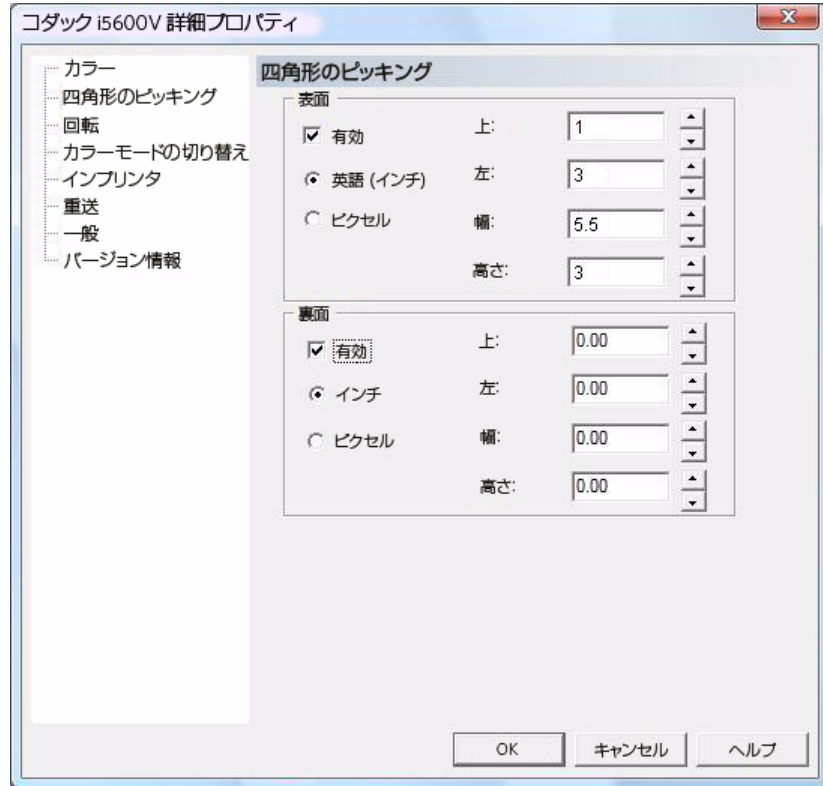 コダック i5600V 詳細プロパティ
カラー
四角形のピッキング
回転
カラーモードの切り替え
インプリンタ
重送
一般
バージョン情報
四角形のピッキング
表面
有効
英語 (インチ)
ピクセル
上: 1
左: 3
幅: 5.5
高さ: 3
裏面
有効
インチ
ピクセル
上: 0.00
左: 0.00
幅: 0.00
高さ: 0.00
OK
キャンセル
ヘルプ